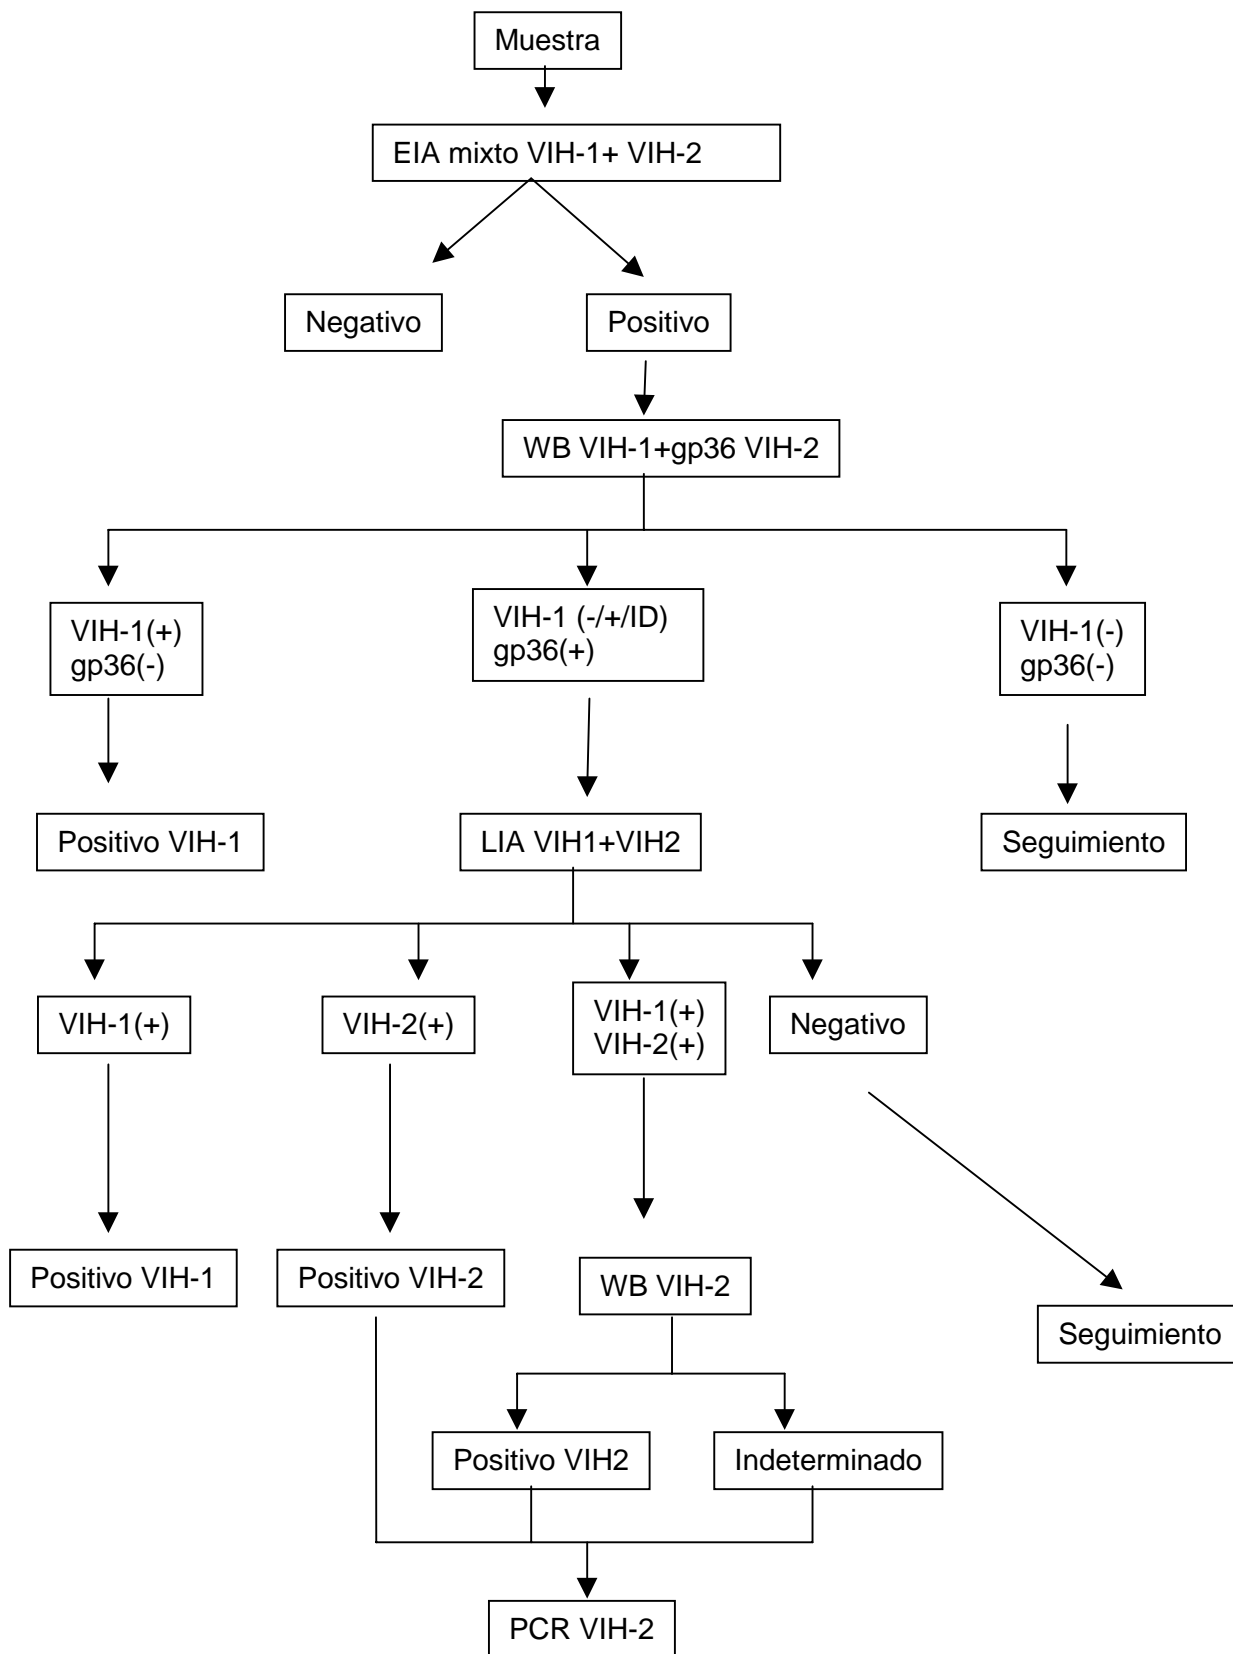 Muestra
EIA mixto VIH-1+ VIH-2
Negativo
Positivo
WB VIH-1+gp36 VIH-2
VIH-1(+)
gp36(-)
VIH-1 (-/+/ID)
gp36(+)
VIH-1(-)
gp36(-)
Positivo VIH-1
LIA VIH1+VIH2
Seguimiento
VIH-1(+)
VIH-2(+)
VIH-1(+)
VIH-2(+)
Negativo
Positivo VIH-1
Positivo VIH-2
WB VIH-2
Seguimiento
Positivo VIH2
Indeterminado
PCR VIH-2